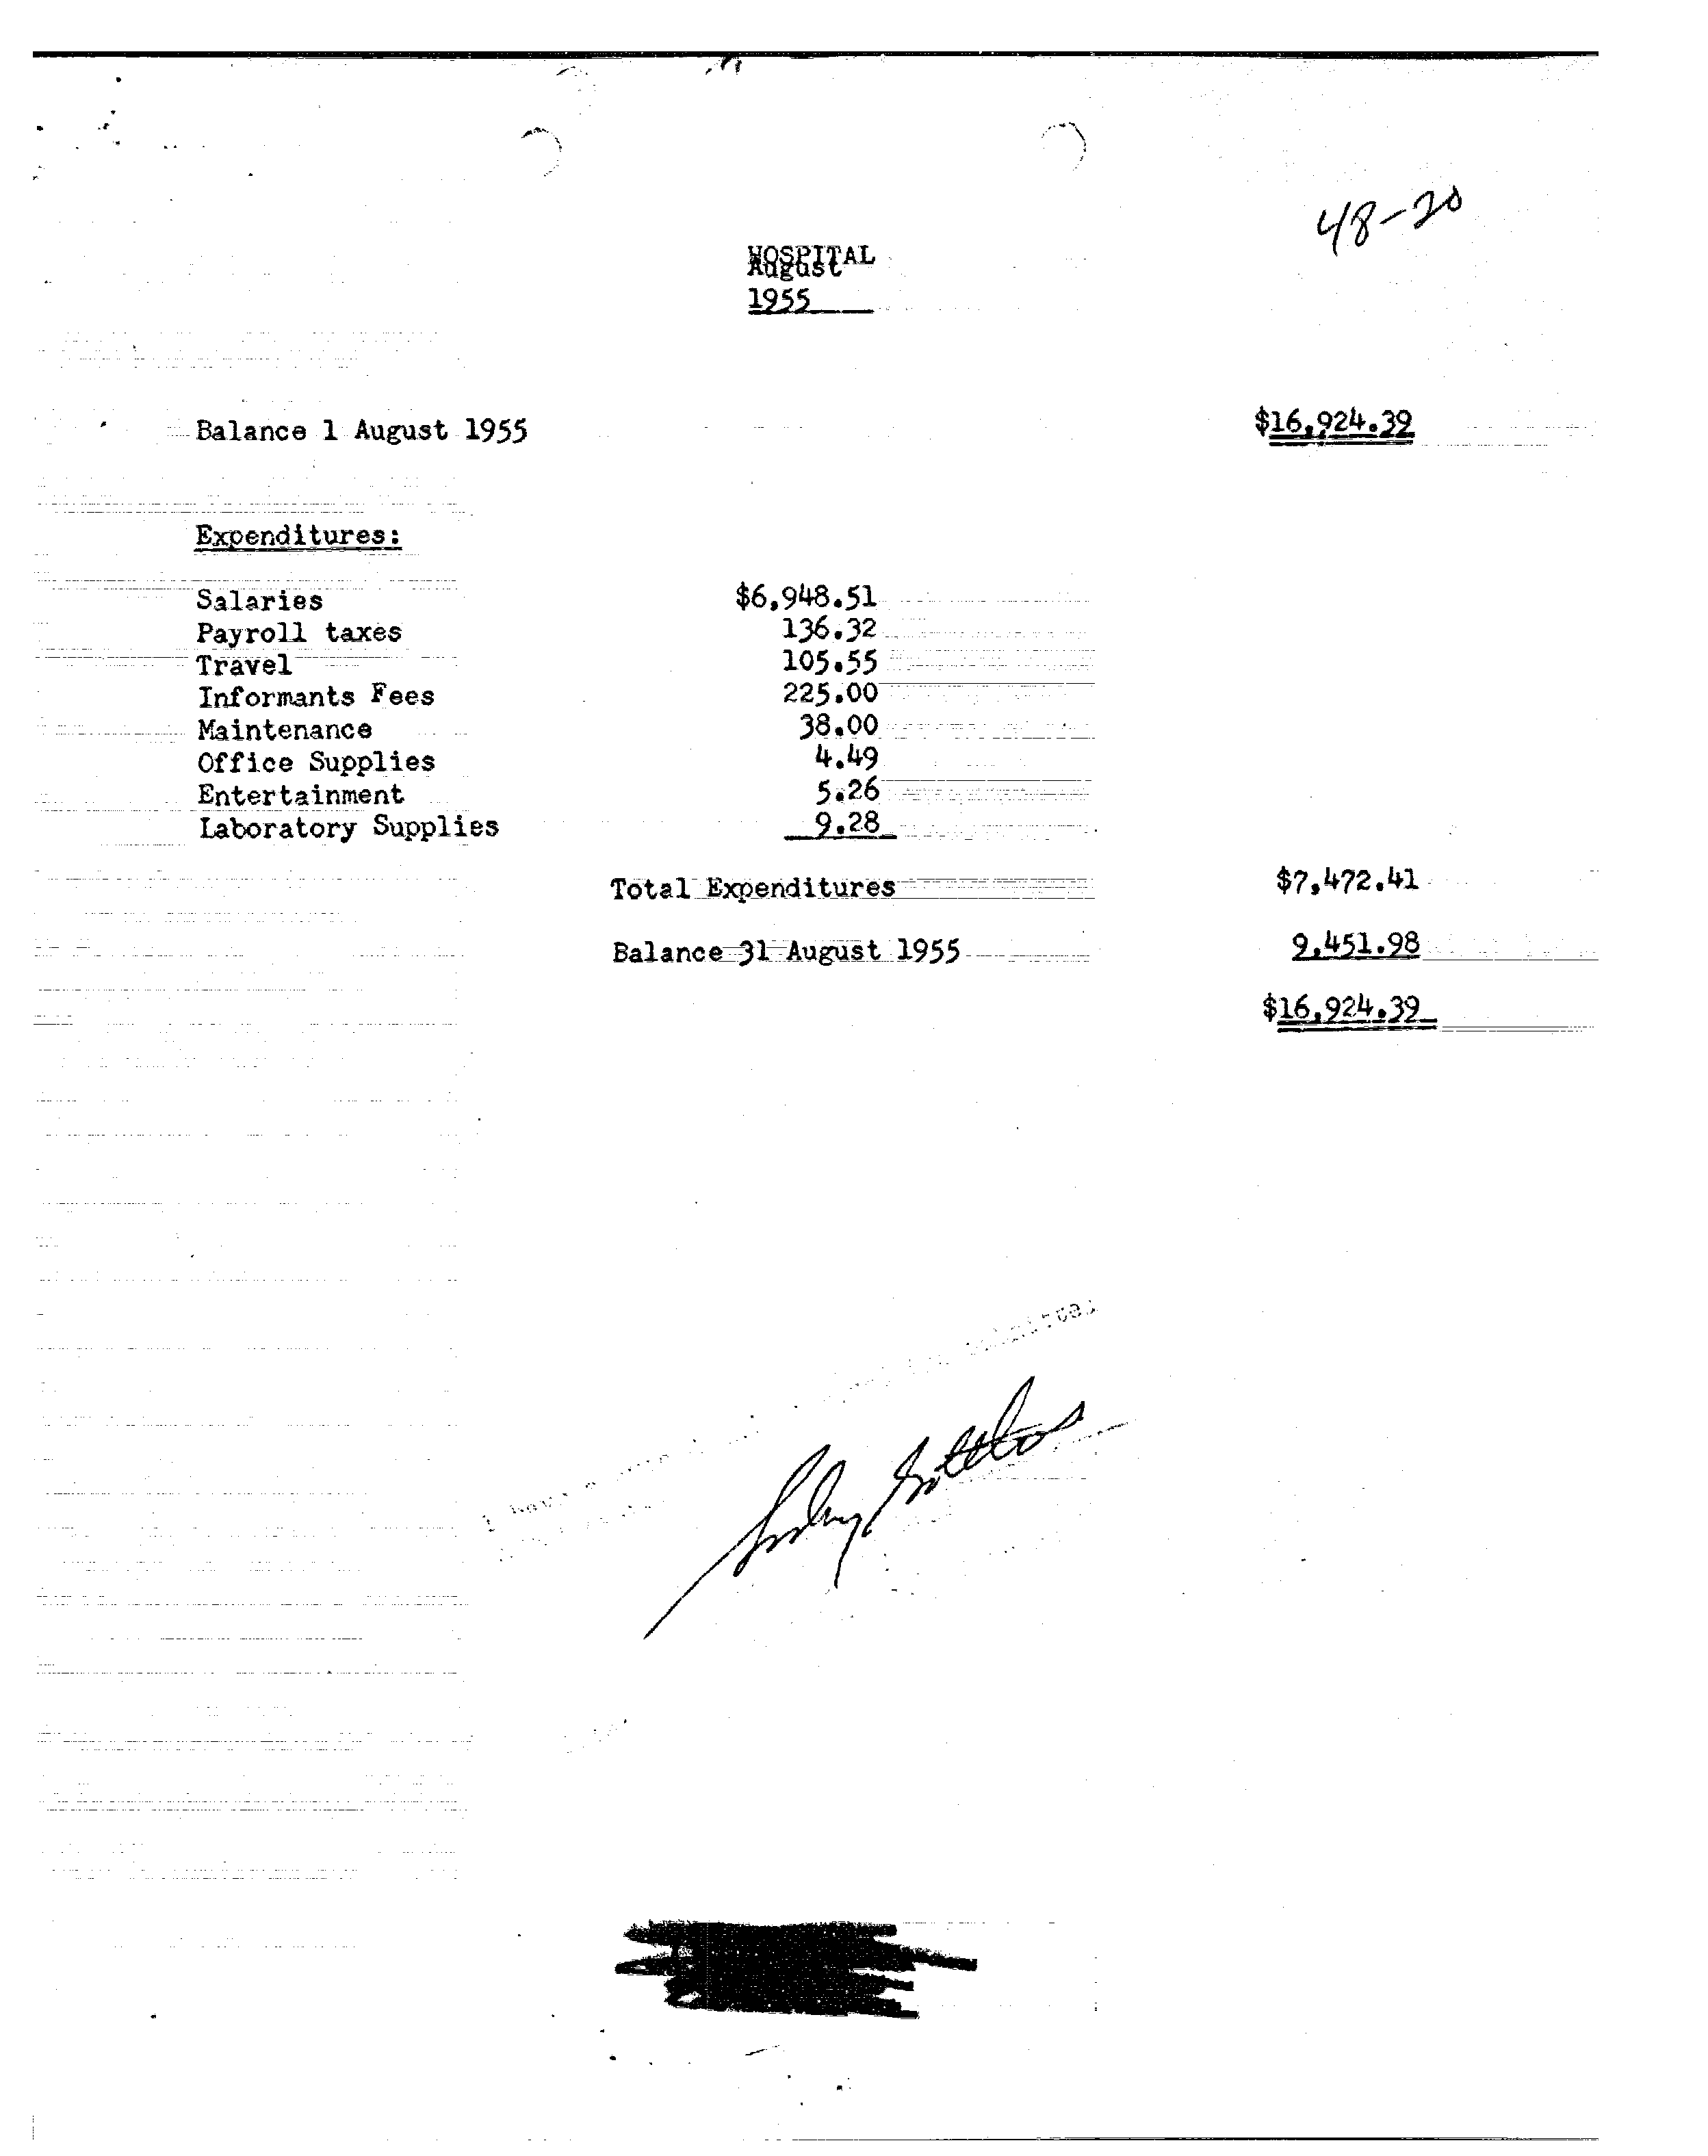 48-20
HOSPITAL
August
1955
Balance 1 August 1955 $16,924.39
Expenditures:
Salaries $6,948.51
Payroll taxes 136.32
Travel 105.55
Informants Fees 225.00
Maintenance 38.00
Office Supplies 4.49
Entertainment 5.26
Laboratory Supplies 9.28
Total Expenditures $7,472.41
Balance 31 August 1955 9,451.98
$16,924.39